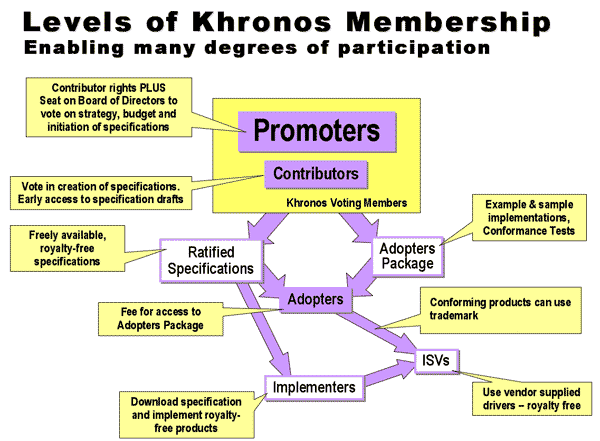 Levels of Khronos Membership
Enabling many degrees of participation
Contributor rights PLUS
Seat on Board of Directors to
vote on strategy, budget and
initiation of specifications
Promoters
Contributors
Khronos Voting Members
Vote in creation of specifications.
Early access to specification drafts
Example & sample
implementations,
Conformance Tests
Freely available,
royalty-free
specifications
Ratified
Specifications
Adopters
Package
Adopters
Fee for access to
Adopters Package
Conforming products can use
trademark
ISVs
Implementers
Download specification
and implement royalty-
free products
Use vendor supplied
drivers – royalty free